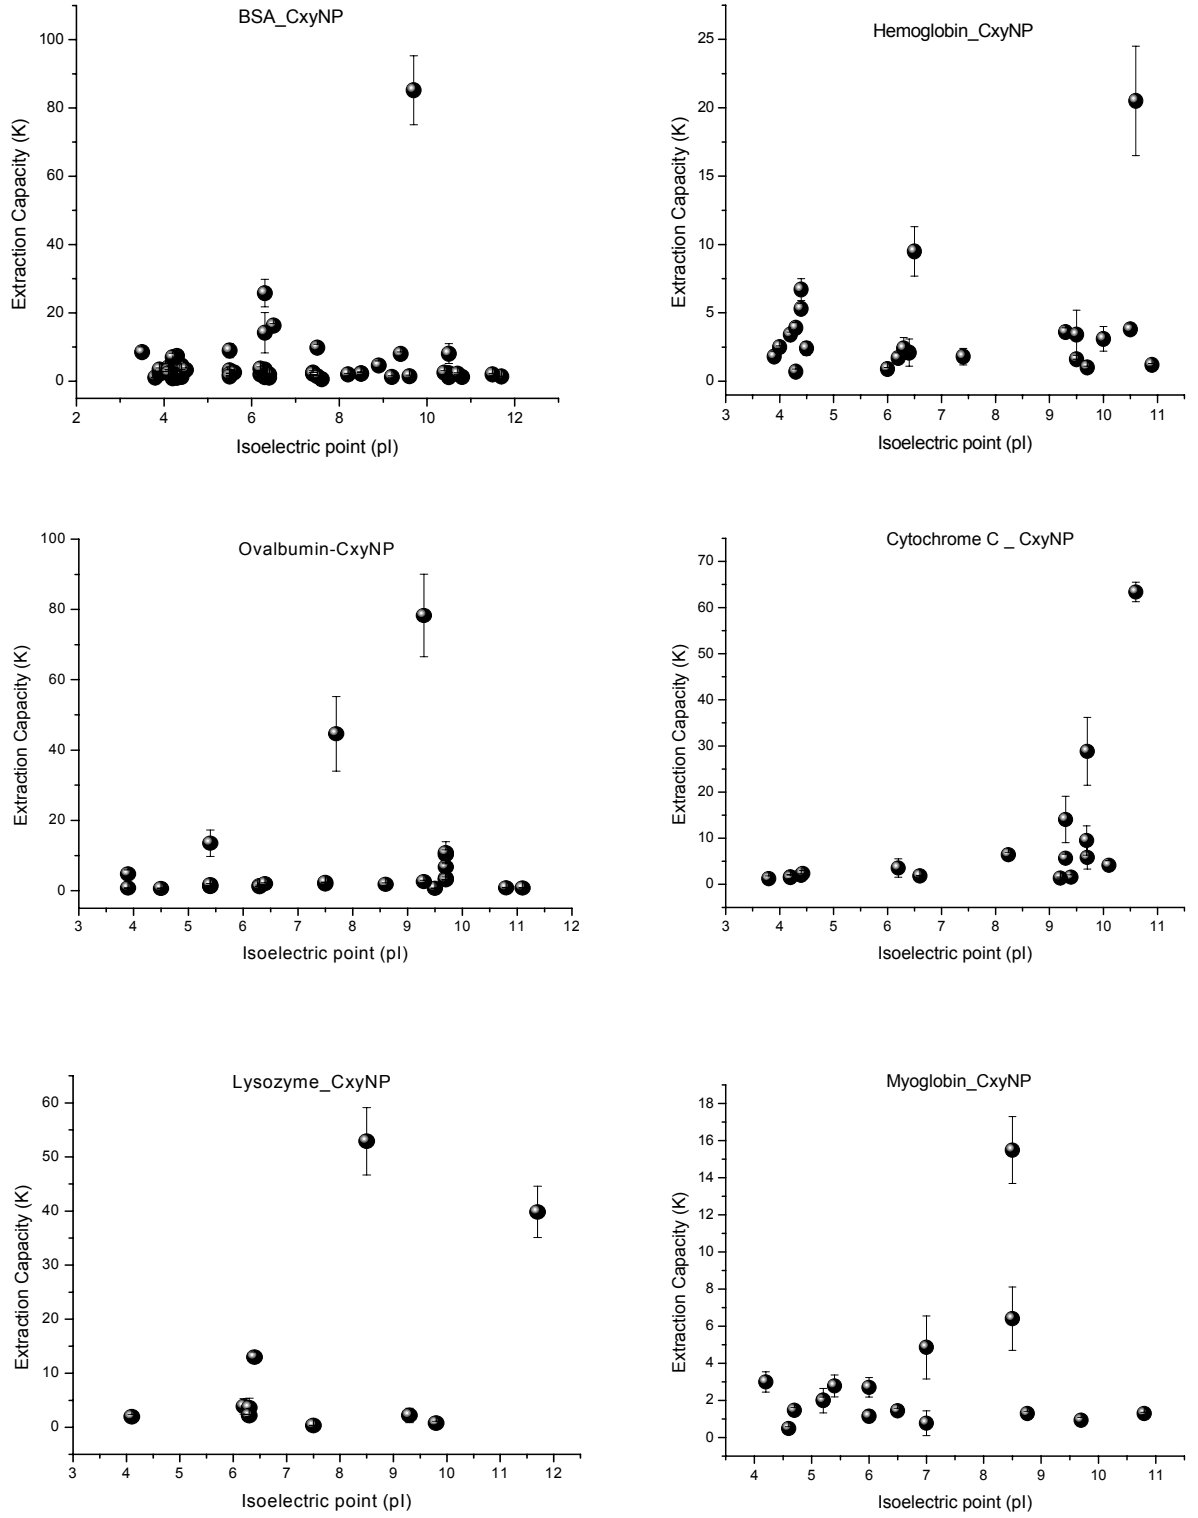 BSA_CxyNP
100
80
60
40
20
0
Extraction Capacity (K)
2 4 6 8 10 12
Isoelectric point (pI)
Hemoglobin_CxyNP
25
20
15
10
5
0
Extraction Capacity (K)
3 4 5 6 7 8 9 10 11
Isoelectric point (pI)
Ovalbumin-CxyNP
100
80
60
40
20
0
Extraction Capacity (K)
3 4 5 6 7 8 9 10 11 12
Isoelectric point (pI)
Cytochrome C _ CxyNP
70
60
50
40
30
20
10
0
Extraction Capacity (K)
3 4 5 6 7 8 9 10 11
Isoelectric point (pI)
Lysozyme_CxyNP
60
50
40
30
20
10
0
Extraction Capacity (K)
3 4 5 6 7 8 9 10 11 12
Isoelectric point (pI)
Myoglobin_CxyNP
18
16
14
12
10
8
6
4
2
0
Extraction Capacity (K)
4 5 6 7 8 9 10 11
Isoelectric point (pI)